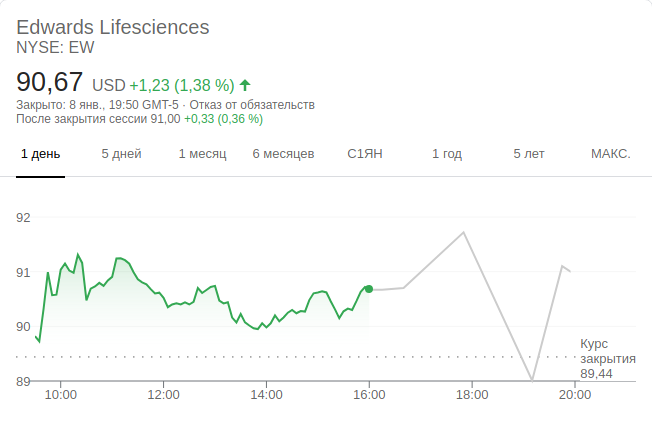 Edwards Lifesciences
NYSE: EW
90,67 USD +1,23 (1,38 %)
Закрыто: 8 янв., 19:50 GMT-5 · Отказ от обязательств
После закрытия сессии 91,00 +0,33 (0,36 %)
1 день 5 дней 1 месяц 6 месяцев С1ЯН 1 год 5 лет МАКС.
92
91
90
Курс
закрытия
89,44
89
10:00 12:00 14:00 16:00 18:00 20:00